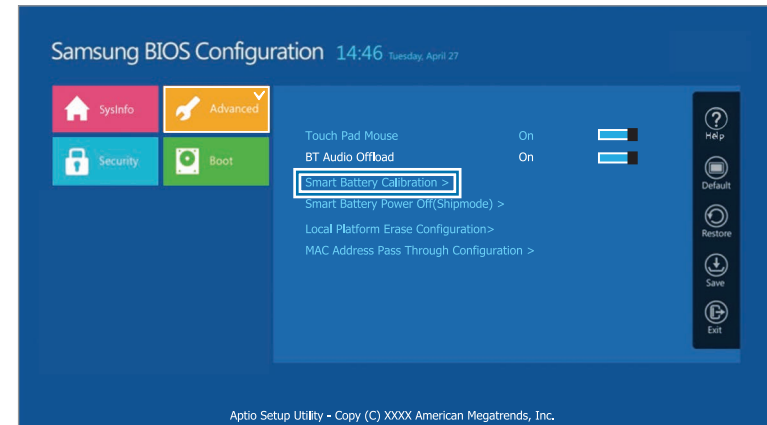 Samsung BIOS Configuration 14:46 Tuesday, April 27
SysInfo
Advanced
Security
Boot
Touch Pad Mouse On
BT Audio Offload On
Smart Battery Calibration >
Smart Battery Power Off(Shipmode) >
Local Platform Erase Configuration>
MAC Address Pass Through Configuration >
Help
Default
Restore
Save
Exit
Aptio Setup Utility - Copy (C) XXXX American Megatrends, Inc.